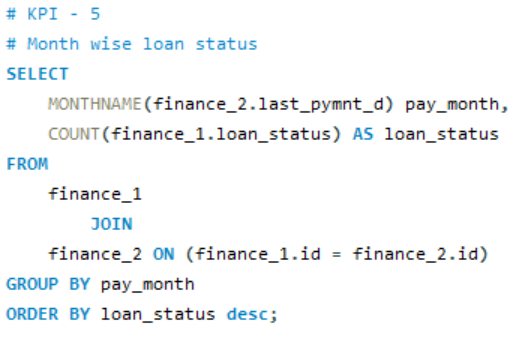 # KPI - 5
# Month wise loan status
SELECT
MONTHNAME(finance_2.last_pymnt_d) pay_month,
COUNT(finance_1.loan_status) AS loan_status
FROM
finance_1
JOIN
finance_2 ON (finance_1.id = finance_2.id)
GROUP BY pay_month
ORDER BY loan_status desc;